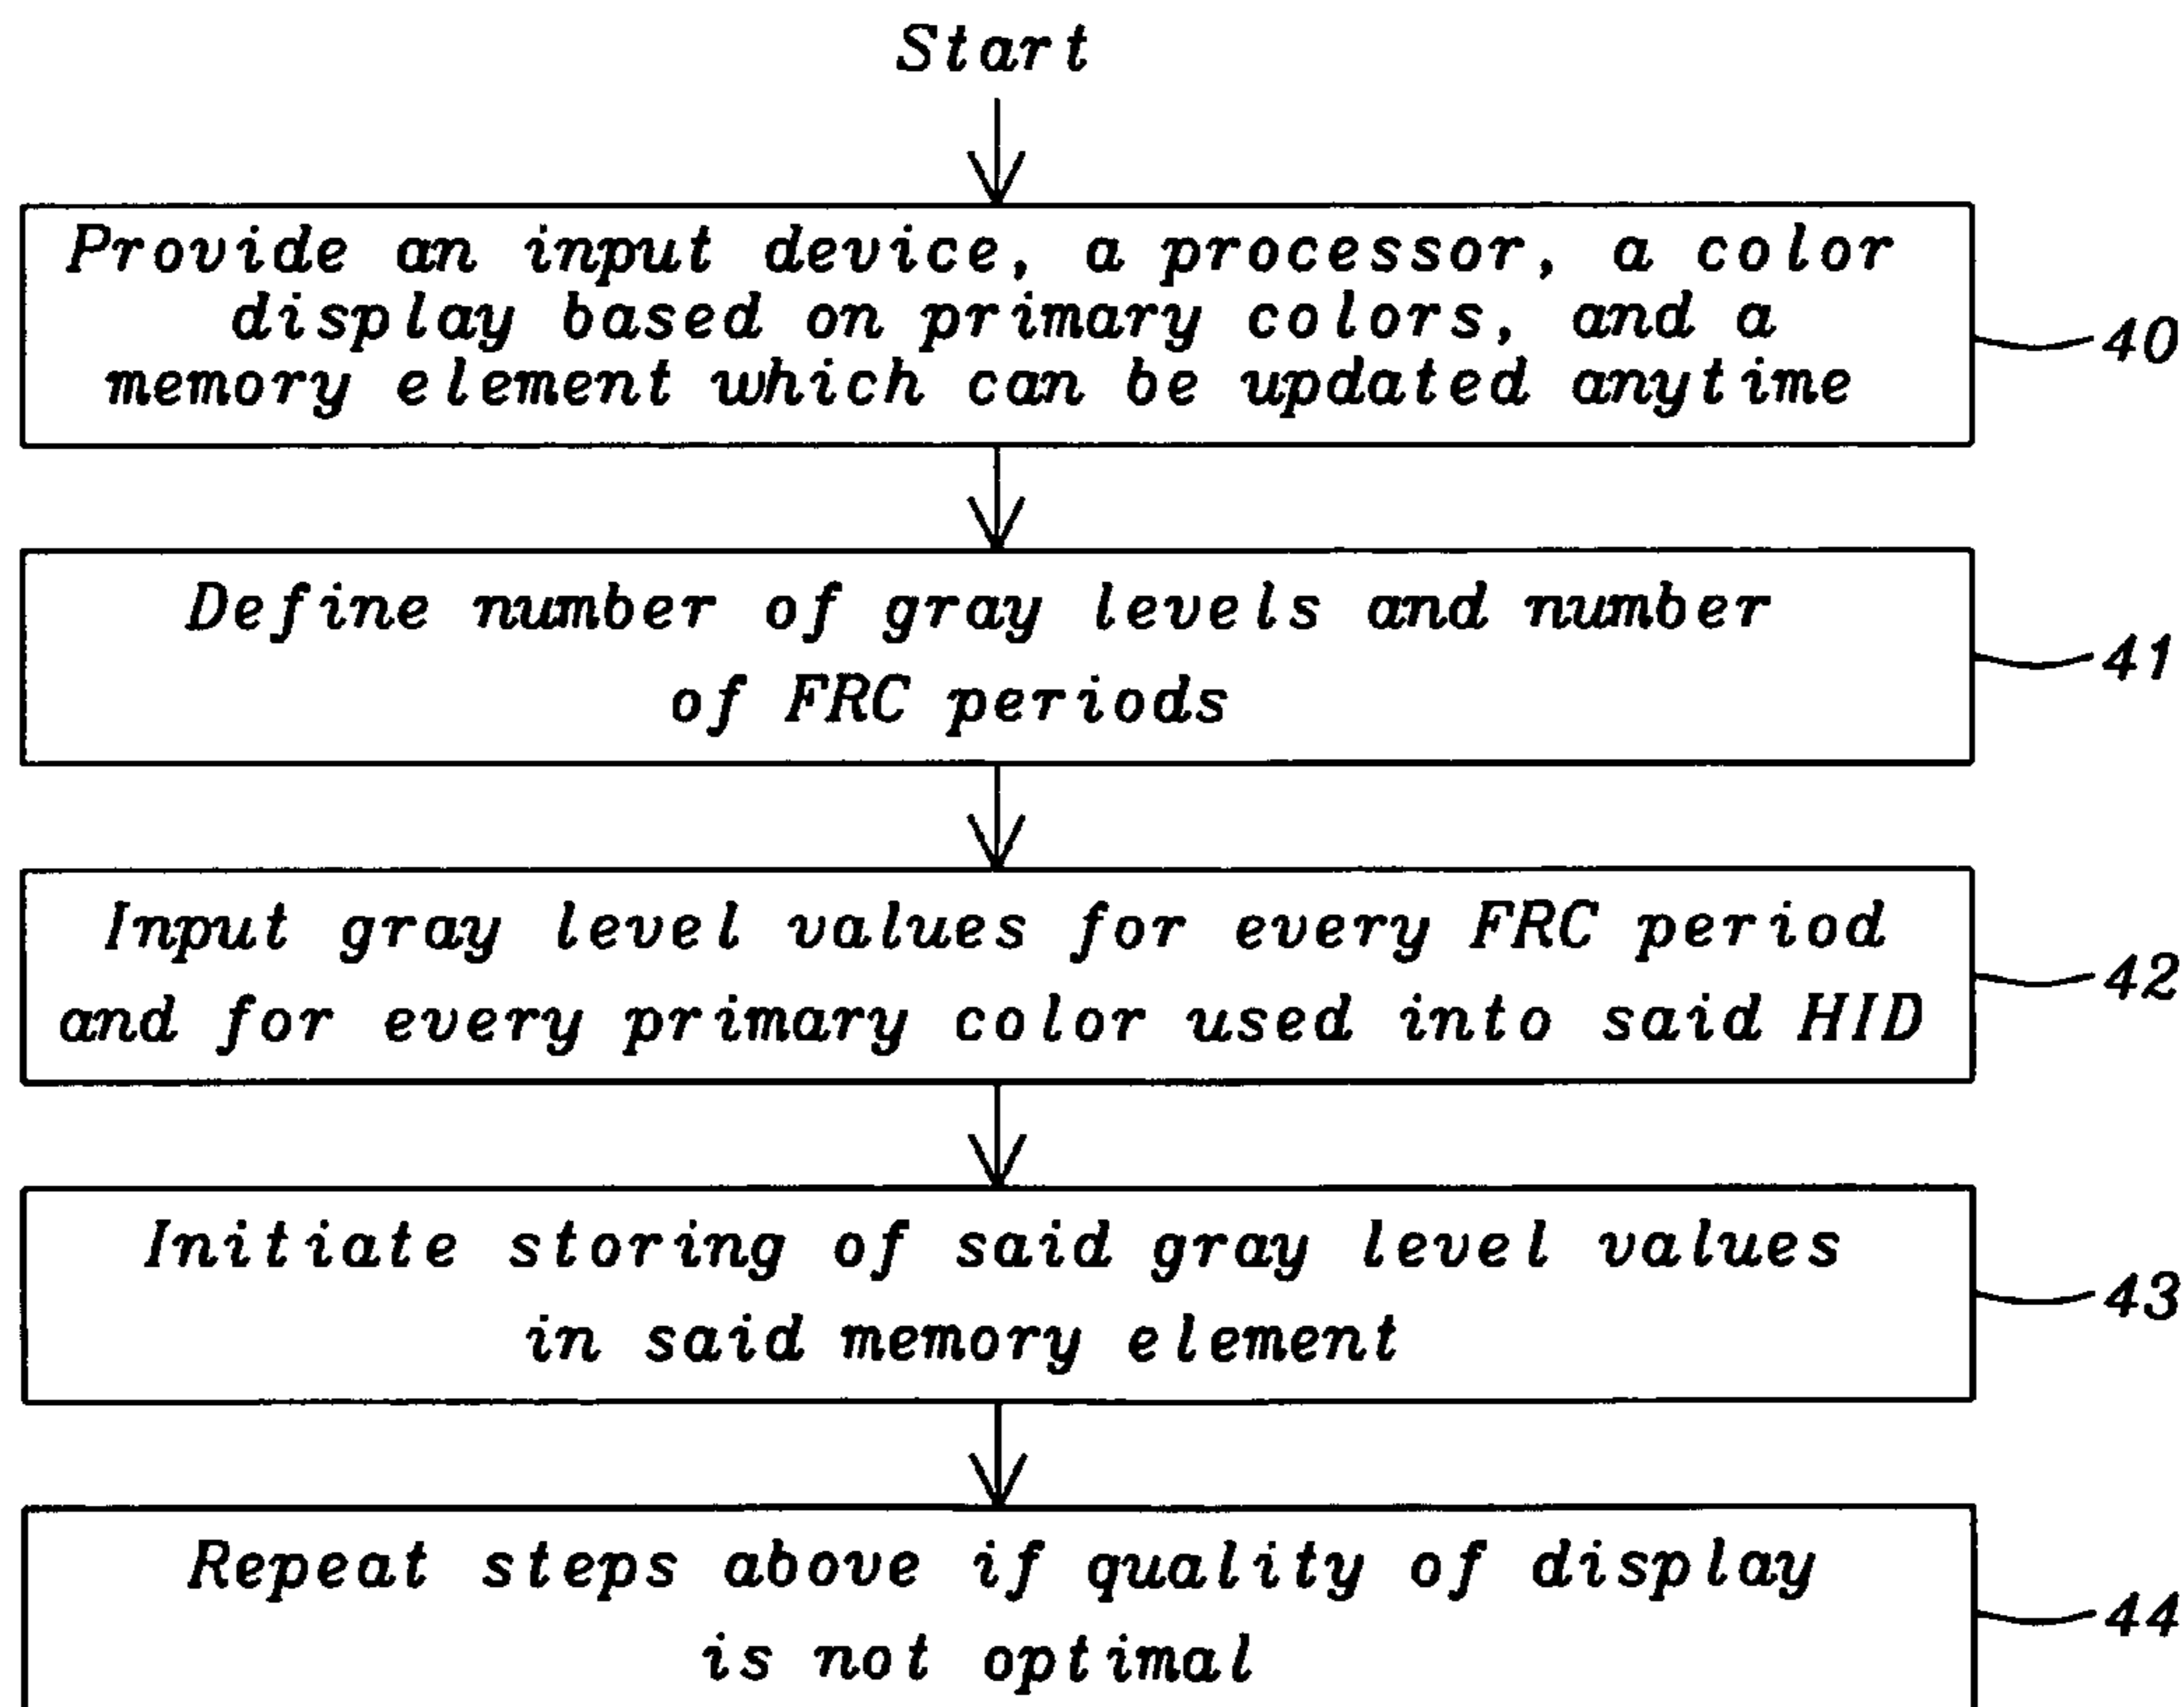 Start
Provide an input device, a processor, a color
display based on primary colors, and a
memory element which can be updated anytime
40
Define number of gray levels and number
of FRC periods
41
Input gray level values for every FRC period
and for every primary color used into said HID
42
Initiate storing of said gray level values
in said memory element
43
Repeat steps above if quality of display
is not optimal
44